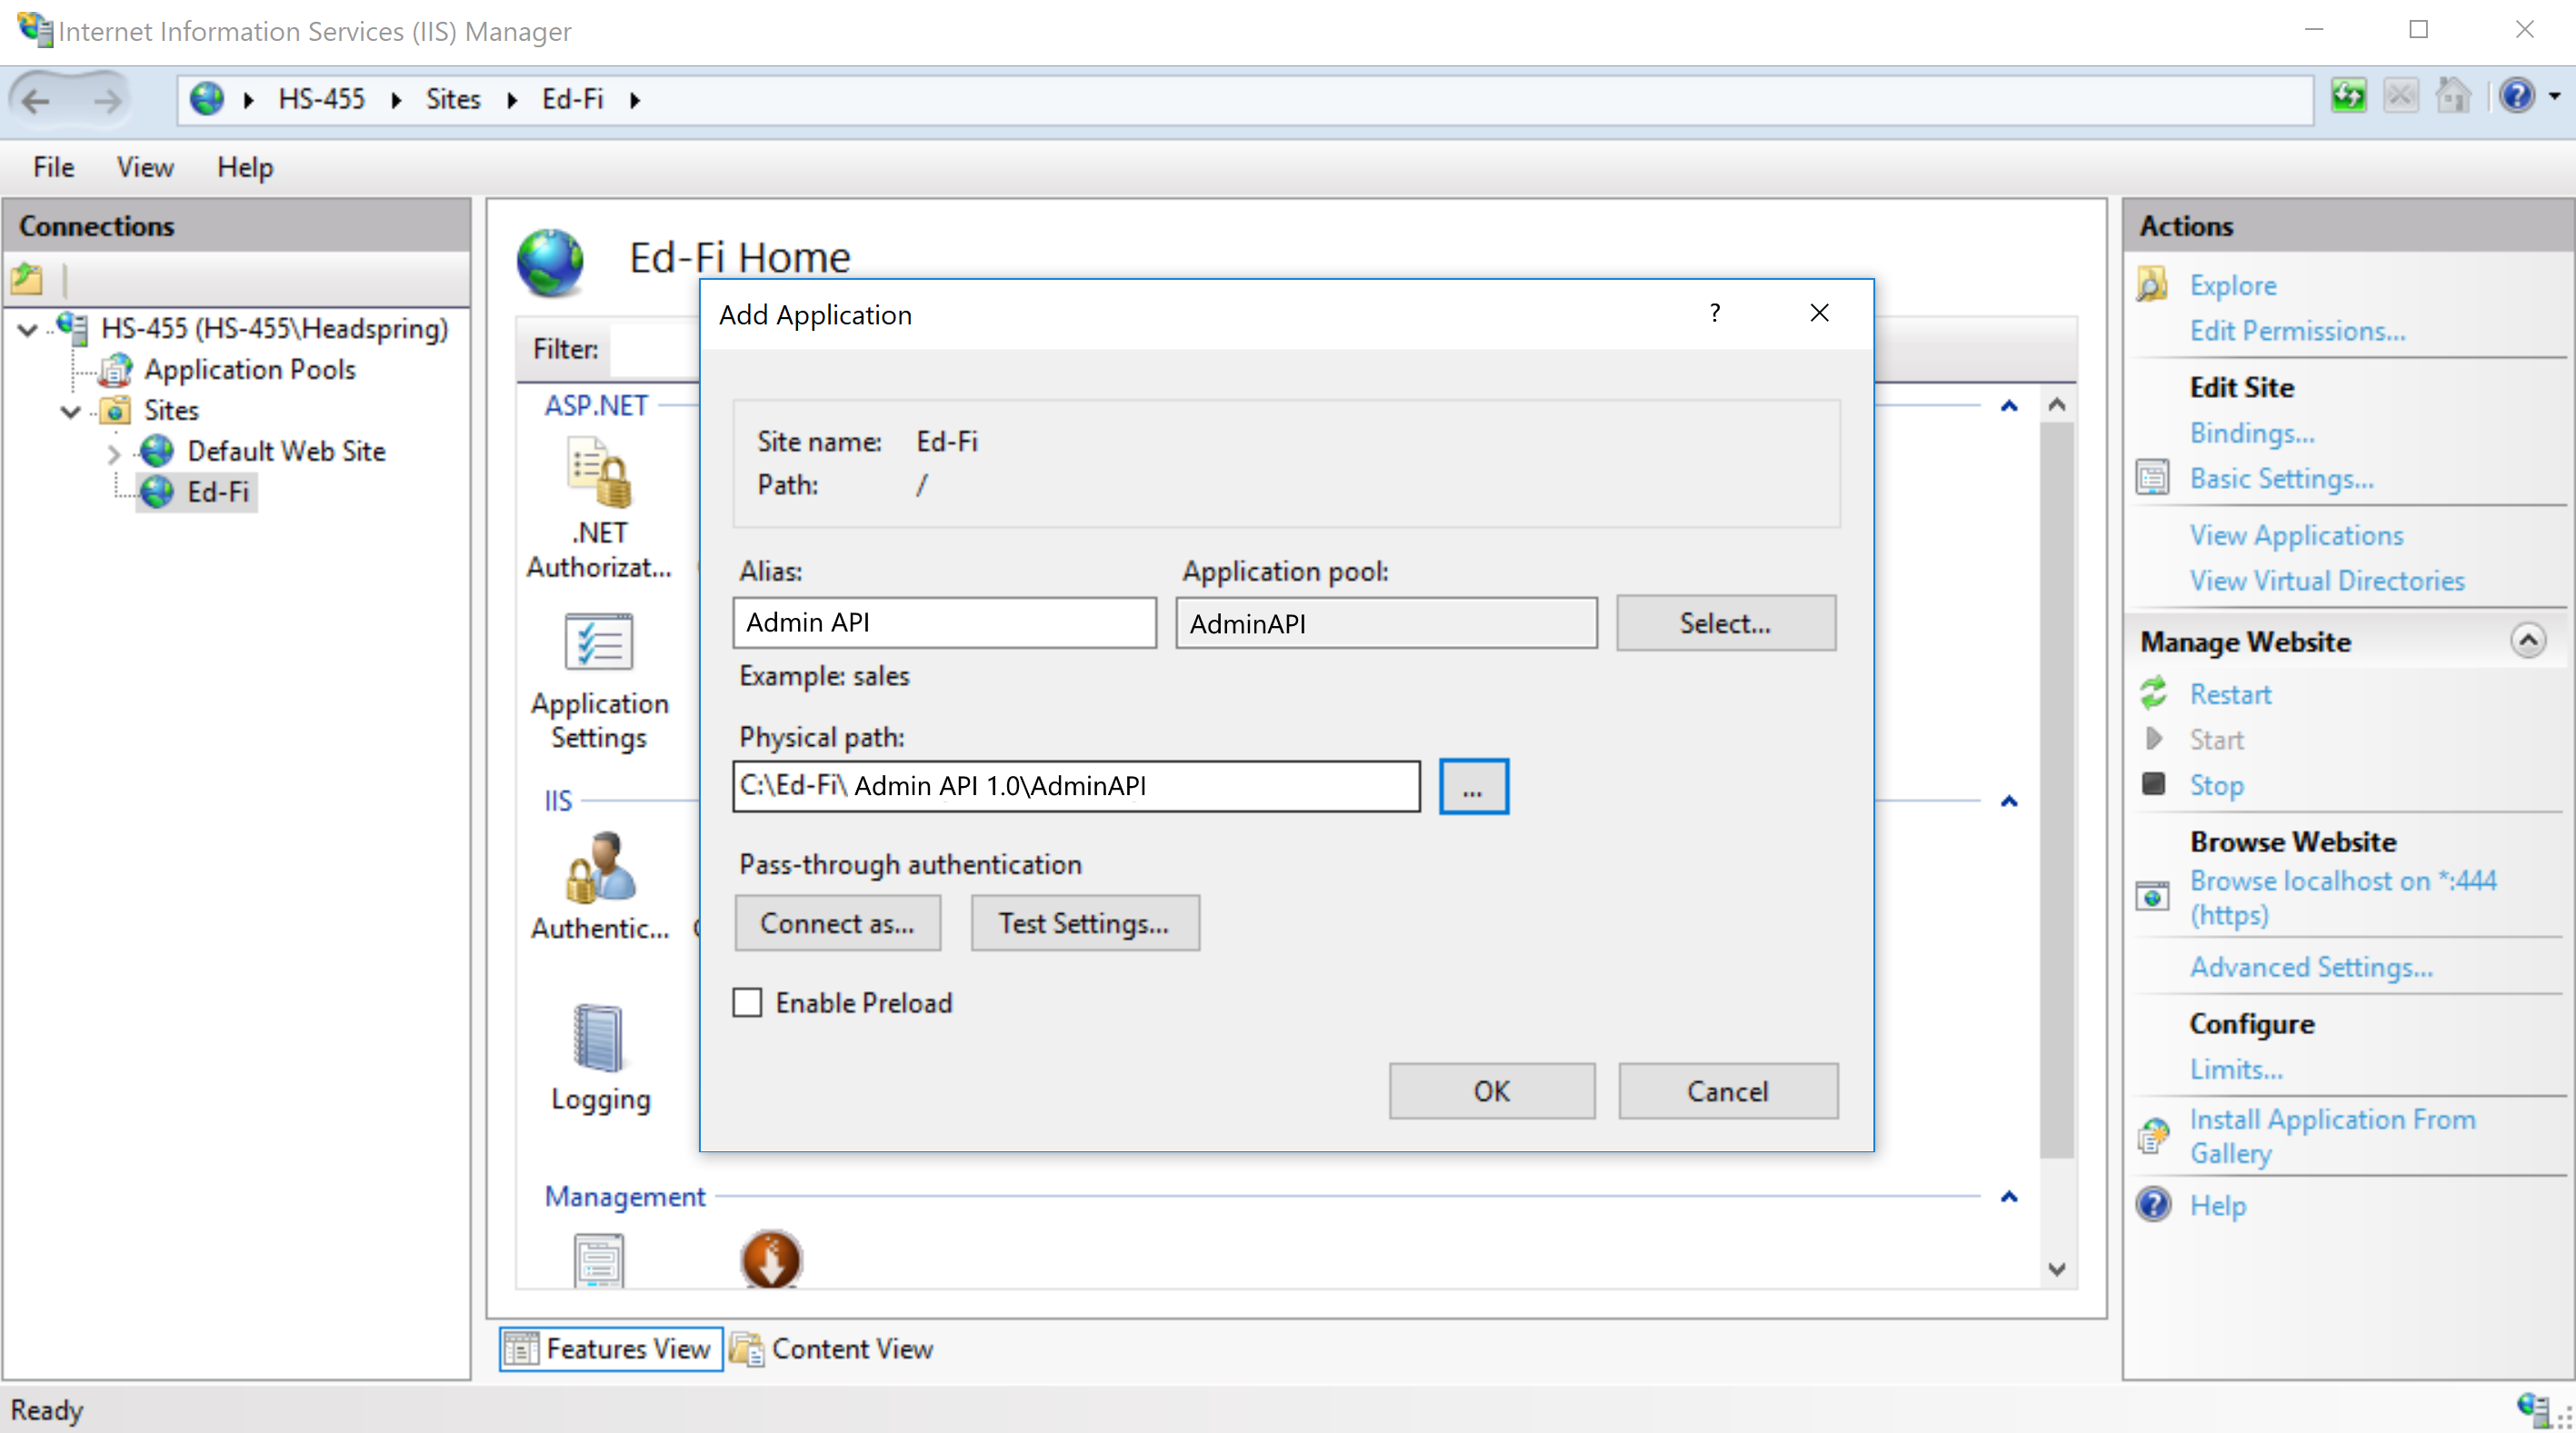 Internet Information Services (IIS) Manager
HS-455
Sites
Ed-Fi
File
View
Help
Connections
HS-455 (HS-455\Headspring)
Application Pools
Sites
Default Web Site
Ed-Fi
Ed-Fi Home
Filter:
ASP.NET
.NET
Authorizat...
Application
Settings
IIS
Authentic...
Logging
Management
Add Application
?
Site name: Ed-Fi
Path: /
Alias:
Application pool:
Admin API
AdminAPI
Select...
Example: sales
Physical path:
C:\Ed-Fi\ Admin API 1.0\AdminAPI
...
Pass-through authentication
Connect as...
Test Settings...
Enable Preload
OK
Cancel
Features View
Content View
Actions
Explore
Edit Permissions...
Edit Site
Bindings...
Basic Settings...
View Applications
View Virtual Directories
Manage Website
Restart
Start
Stop
Browse Website
Browse localhost on *:444
(https)
Advanced Settings...
Configure
Limits...
Install Application From
Gallery
Help
Ready